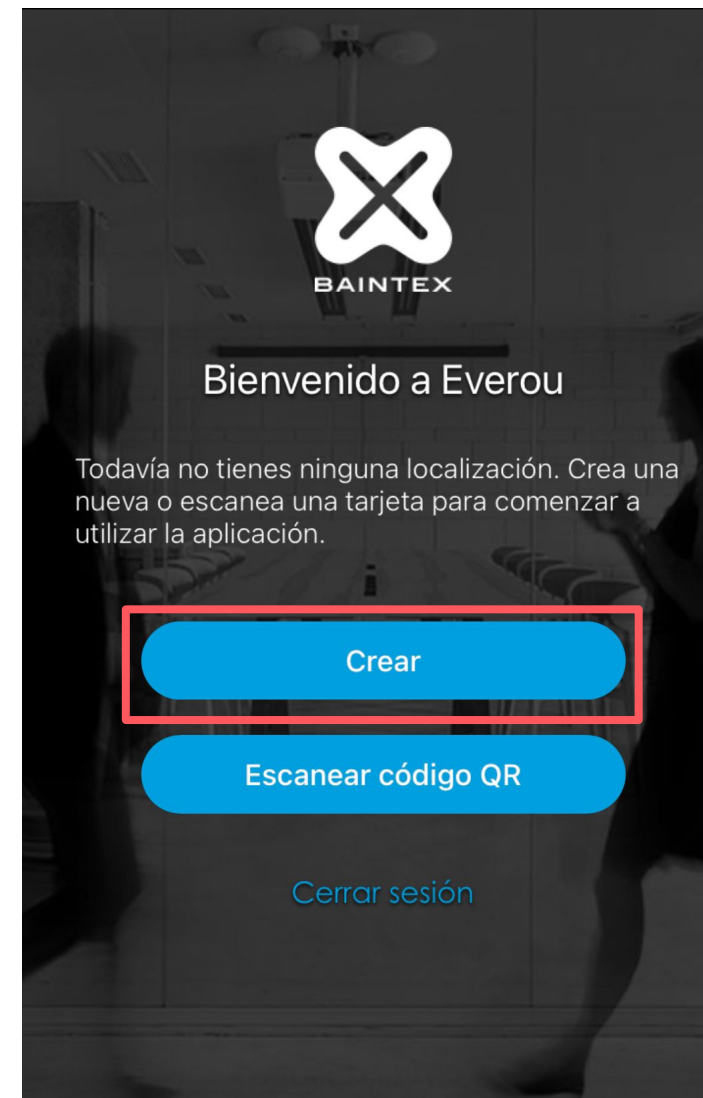 BAINTEX
Bienvenido a Everou
Todavía no tienes ninguna localización. Crea una
nueva o escanea una tarjeta para comenzar a
utilizar la aplicación.
Crear
Escanear código QR
Cerrar sesión